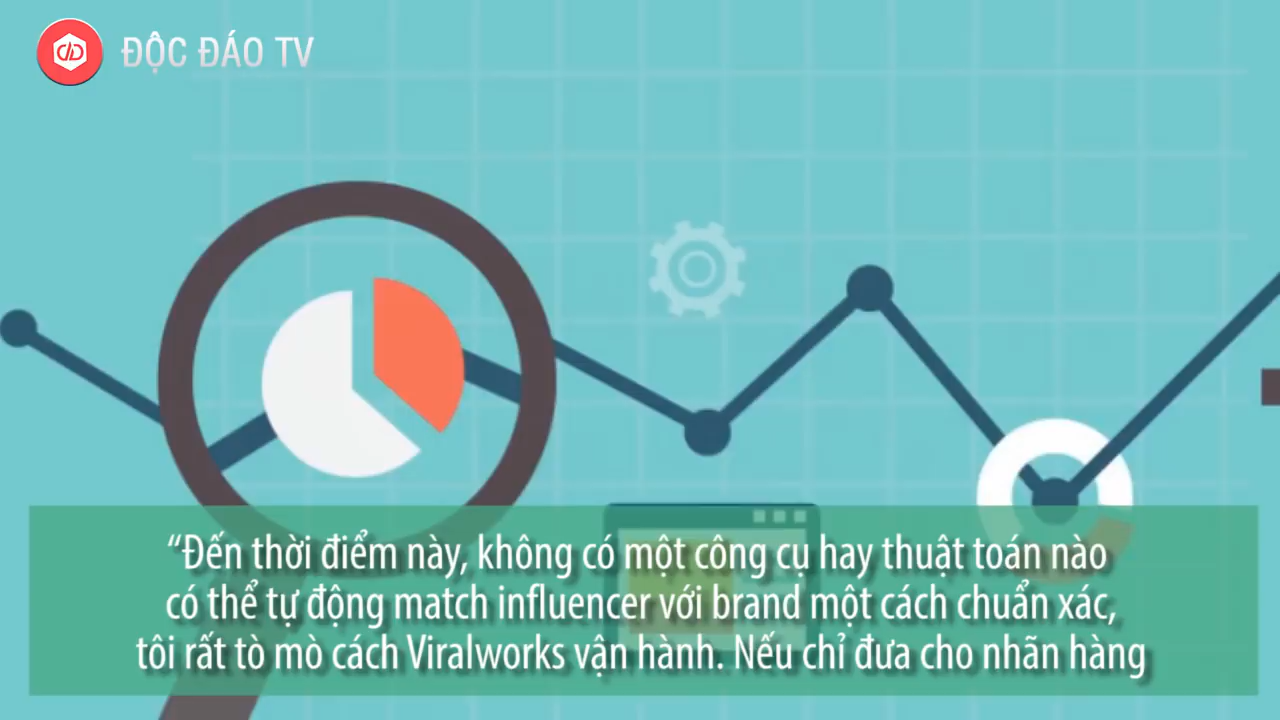 ĐỘC ĐÁO TV
“Đến thời điểm này, không có một công cụ hay thuật toán nào
có thể tự động match influencer với brand một cách chuẩn xác,
tôi rất tò mò cách Viralworks vận hành. Nếu chỉ đưa cho nhãn hàng